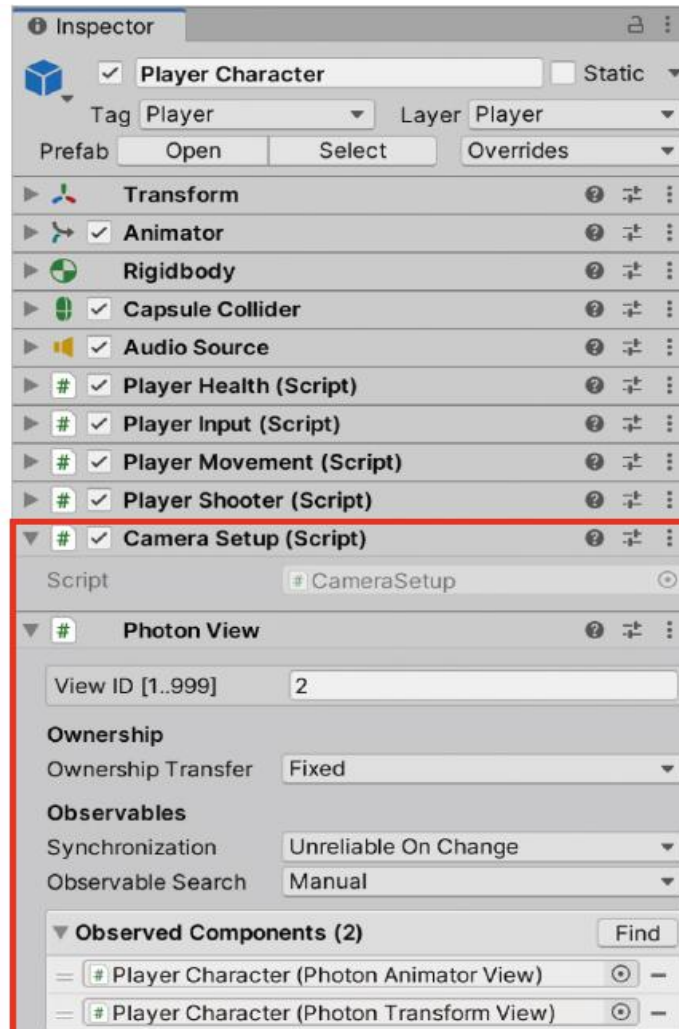 Inspector
Player Character Static
Tag Player Layer Player
Prefab Open Select Overrides
Transform
Animator
Rigidbody
Capsule Collider
Audio Source
# Player Health (Script)
# Player Input (Script)
# Player Movement (Script)
# Player Shooter (Script)
# Camera Setup (Script)
Script # CameraSetup
# Photon View
View ID [1..999] 2
Ownership
Ownership Transfer Fixed
Observables
Synchronization Unreliable On Change
Observable Search Manual
Observed Components (2) Find
# Player Character (Photon Animator View)
# Player Character (Photon Transform View)